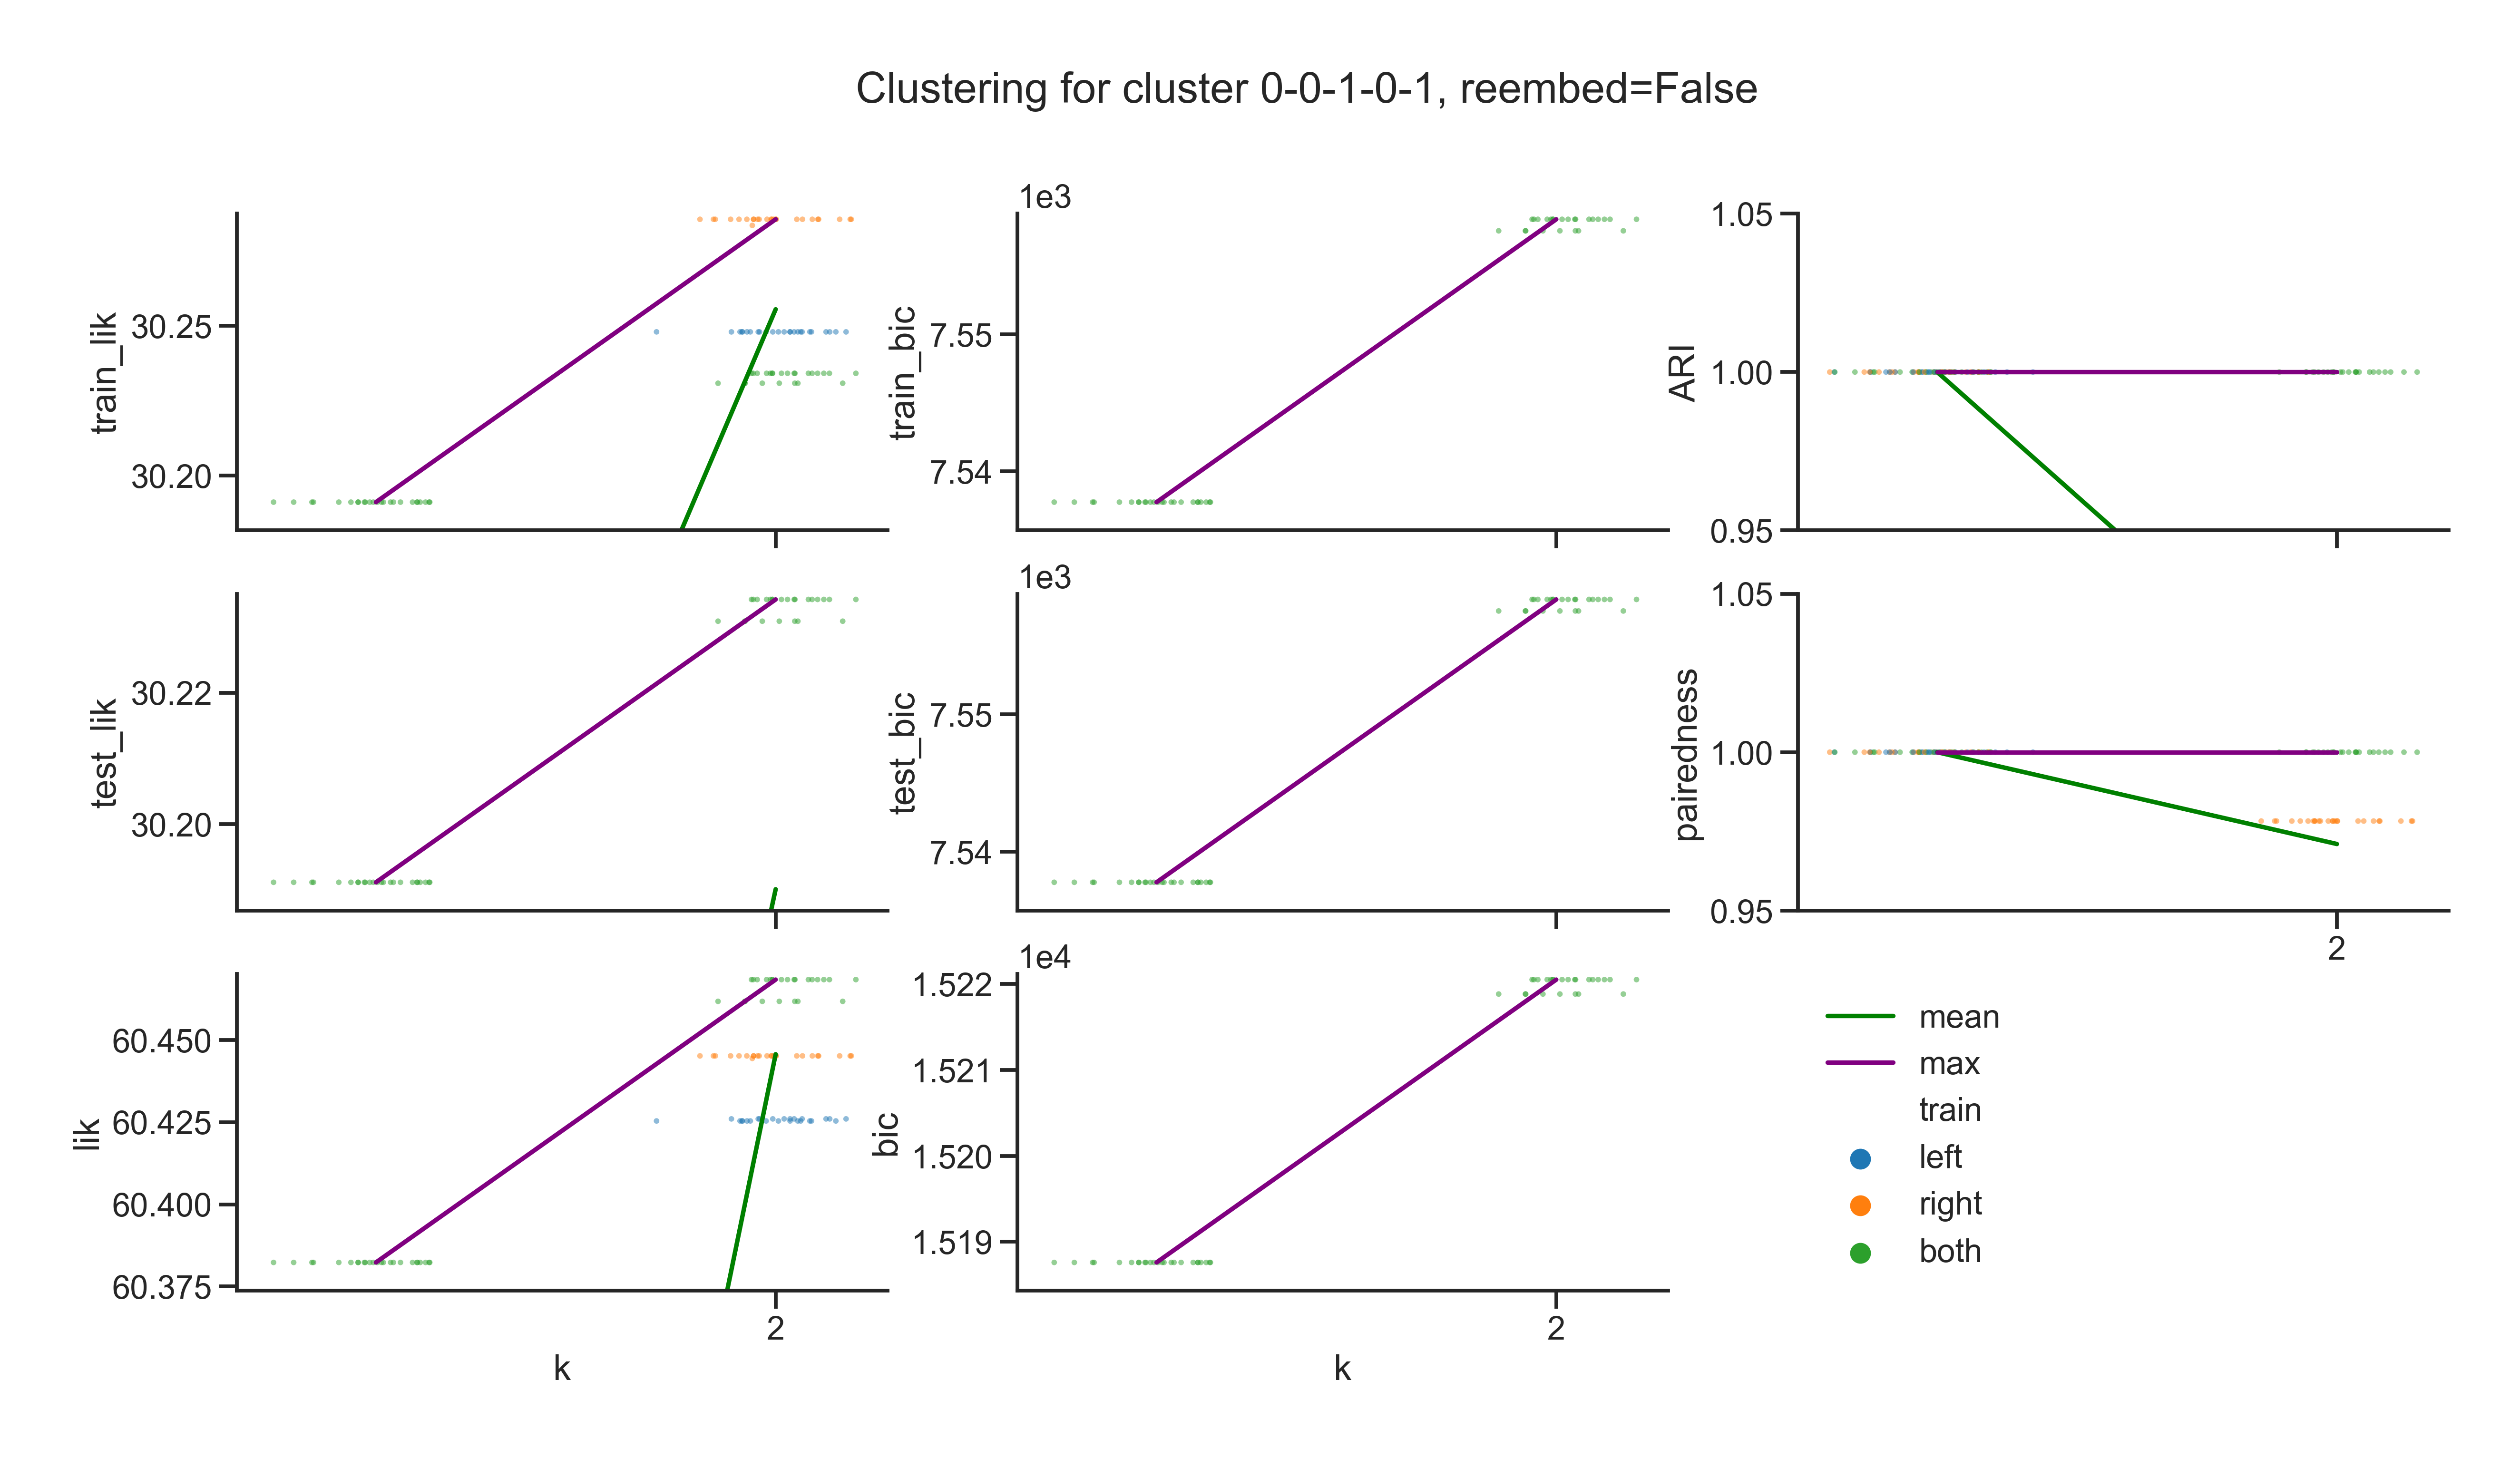 Clustering for cluster 0-0-1-0-1, reembed=False
train_lik
30.25
30.20
1e3
train_bic
7.55
7.54
ARI
1.05
1.00
0.95
test_lik
30.22
30.20
1e3
test_bic
7.55
7.54
pairedness
1.05
1.00
0.95
2
lik
60.450
60.425
60.400
60.375
2
k
1e4
bic
1.522
1.521
1.520
1.519
2
k
mean
max
train
left
right
both